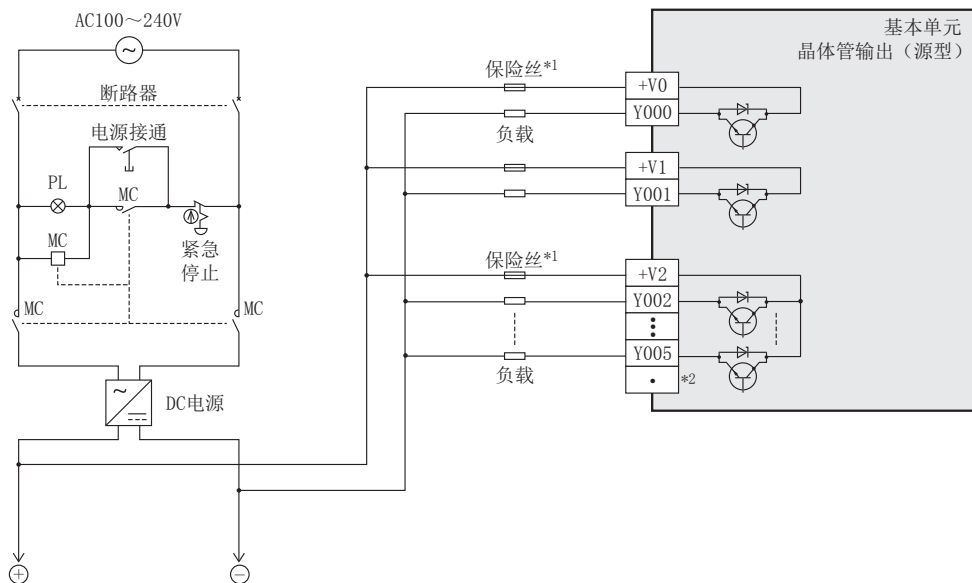 AC100～240V
断路器
电源接通
PL
MC
MC
紧急
停止
MC
MC
DC电源
保险丝*1
负载
保险丝*1
负载
基本单元
晶体管输出（源型）
+V0
Y000
+V1
Y001
+V2
Y002
Y005
*2